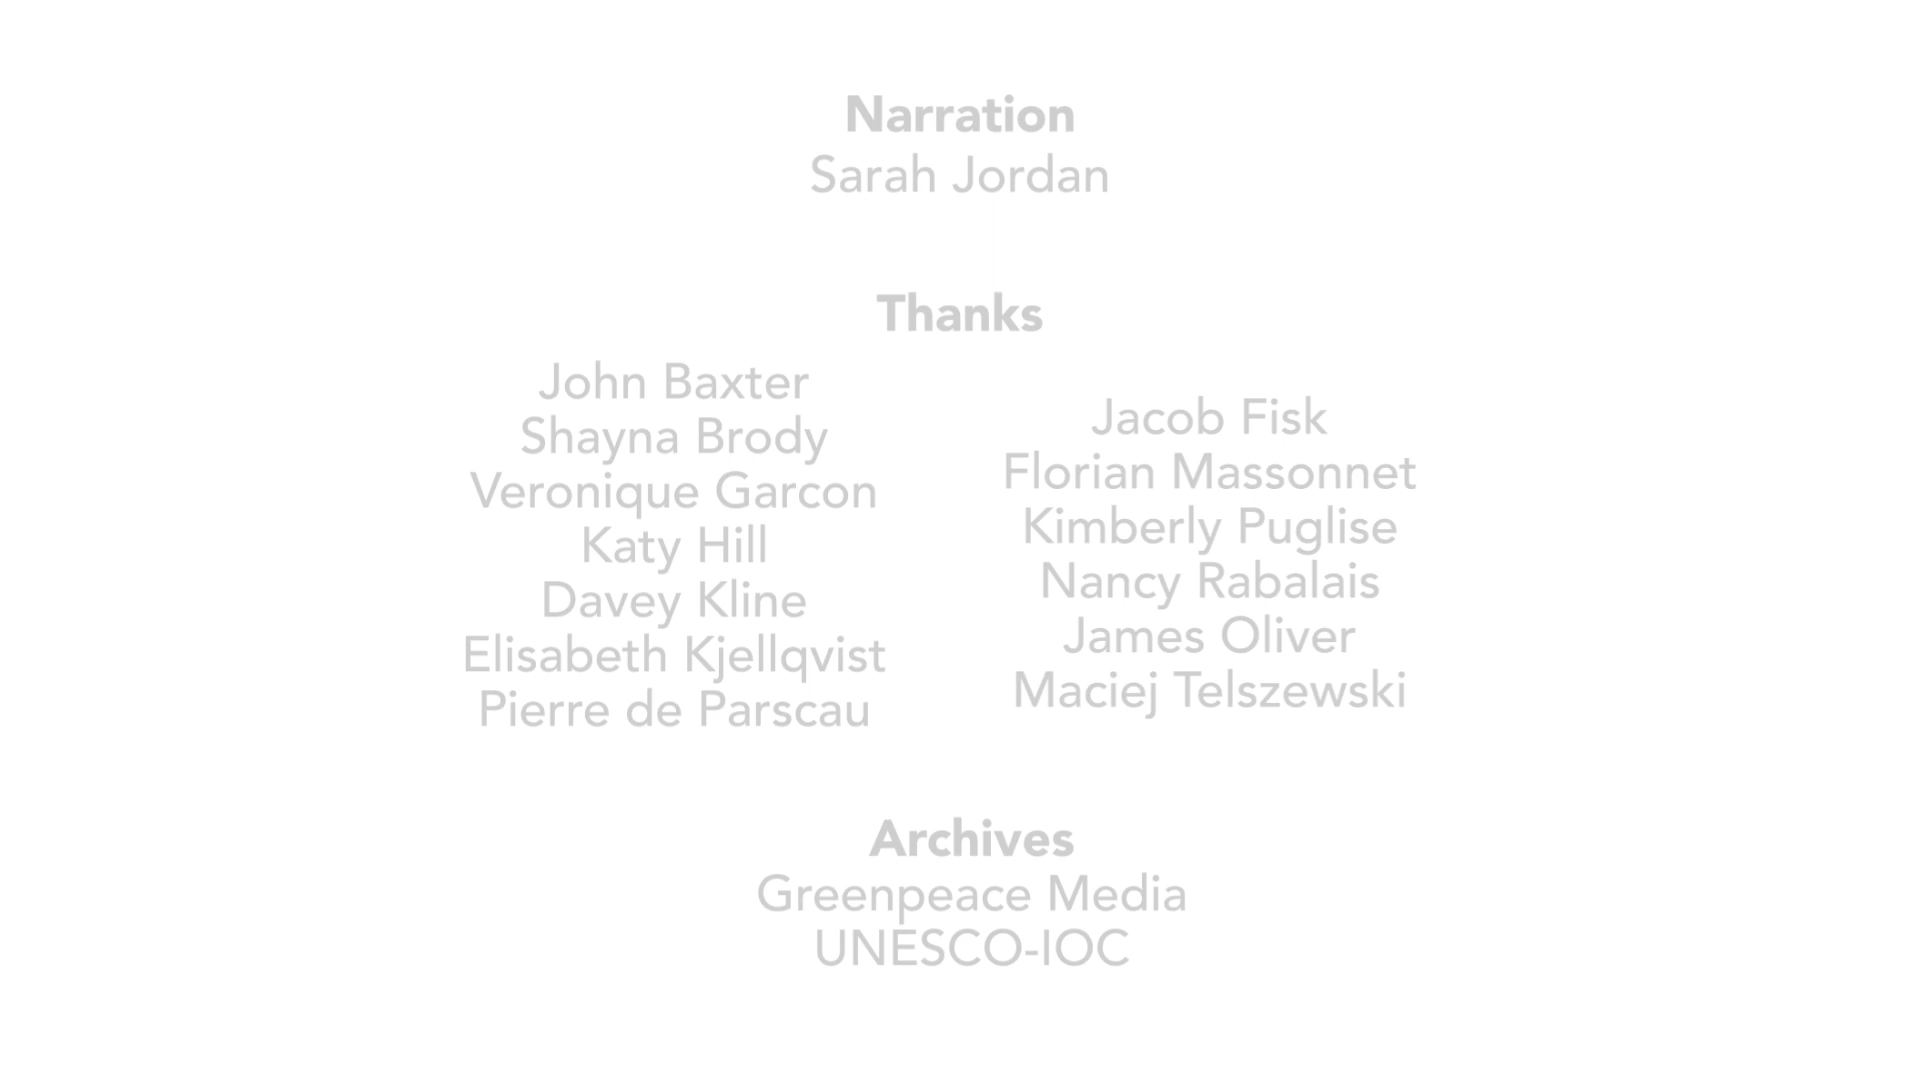 Narration
Sarah Jordan
Thanks
John Baxter
Shayna Brody
Veronique Garcon
Katy Hill
Davey Kline
Elisabeth Kjellqvist
Pierre de Parscau
Jacob Fisk
Florian Massonnet
Kimberly Puglise
Nancy Rabalais
James Oliver
Maciej Telszewski
Archives
Greenpeace Media
UNESCO-IOC